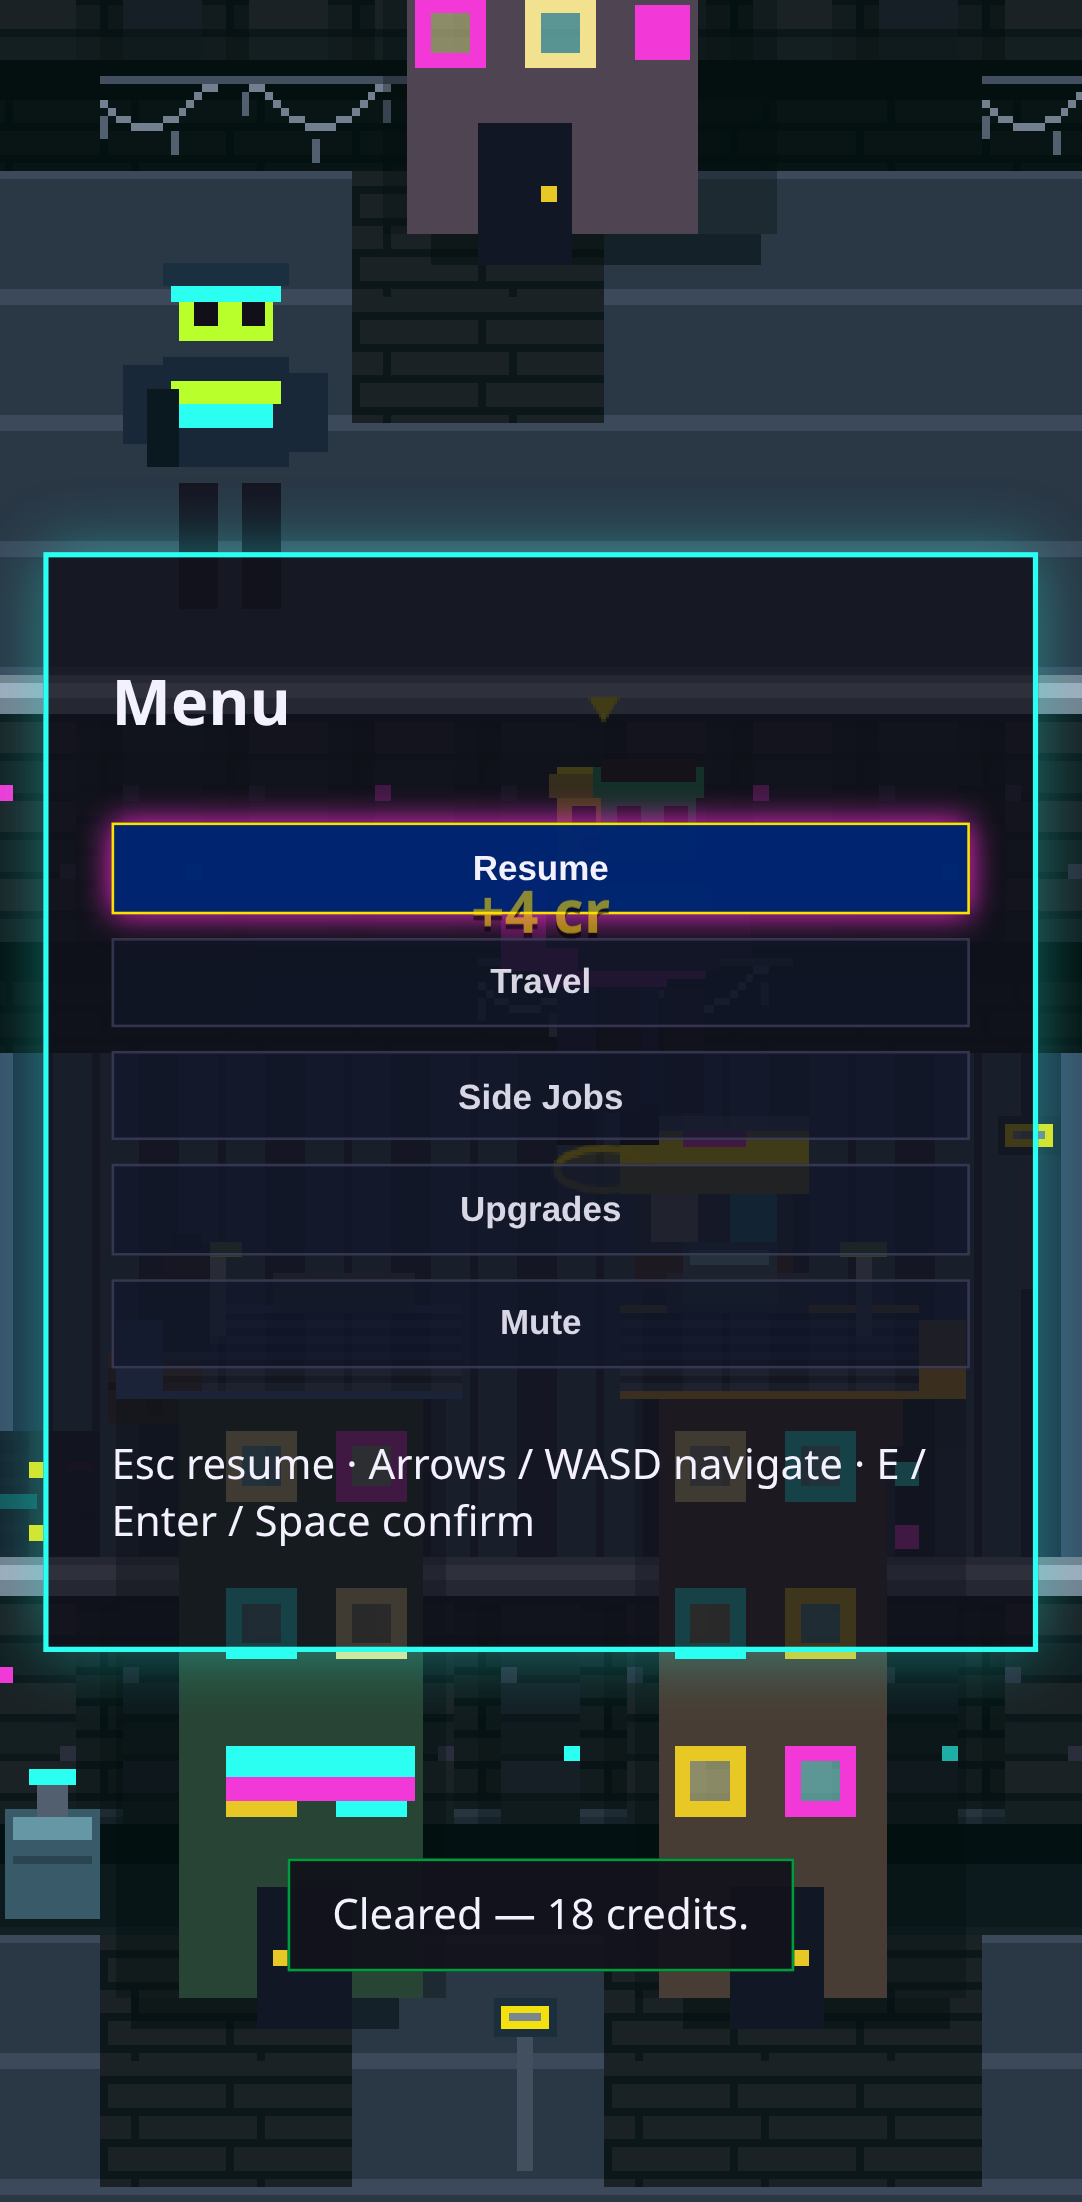 Menu
Resume
+4 cr
Travel
Side Jobs
Upgrades
Mute
Esc resume · Arrows / WASD navigate · E /
Enter / Space confirm
Cleared — 18 credits.